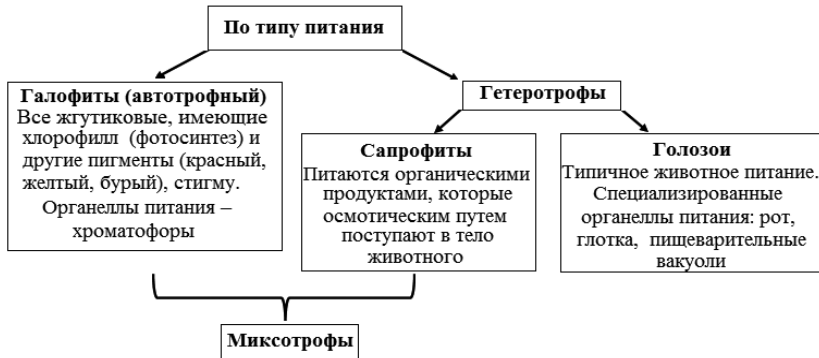 По типу питания
Галофиты (автотрофный)
Все жгутиковые, имеющие
хлорофилл (фотосинтез) и
другие пигменты (красный,
желтый, бурый), стигму.
Органеллы питания –
хроматофоры
Гетеротрофы
Сапрофиты
Питаются органическими
продуктами, которые
осмотическим путем
поступают в тело
животного
Голозои
Типичное животное питание.
Специализированные
органеллы питания: рот,
глотка, пищеварительные
вакуоли
Миксотрофы